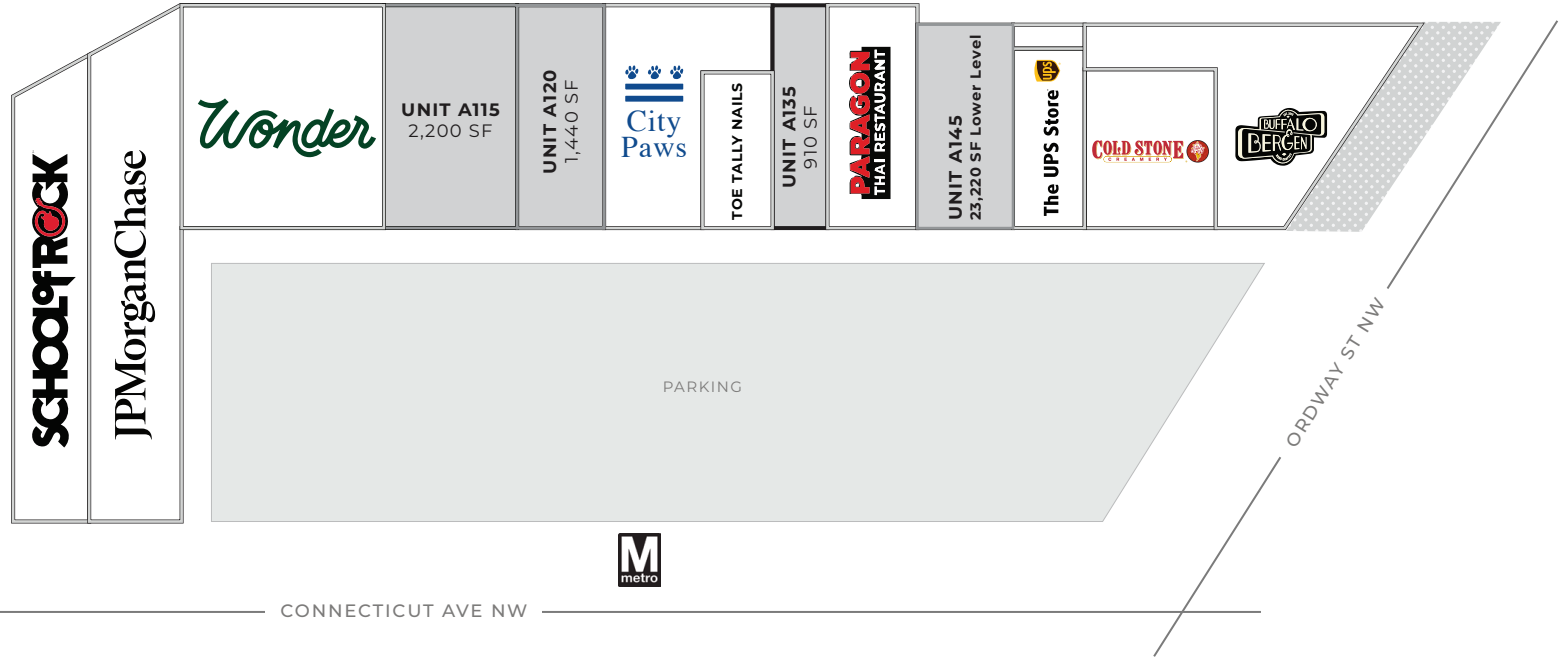 SCHOOL of ROCK
JPMorganChase
Wonder
UNIT A115
2,200 SF
UNIT A120
1,440 SF
City
Paws
TOE TALLY NAILS
UNIT A135
910 SF
PARAGON
THAI RESTAURANT
UNIT A145
23,220 SF Lower Level
ups
The UPS Store
COLD STONE
CREAMERY
BUFFALO
&
BERGEN
PARKING
ORDWAY ST NW
M
metro
CONNECTICUT AVE NW